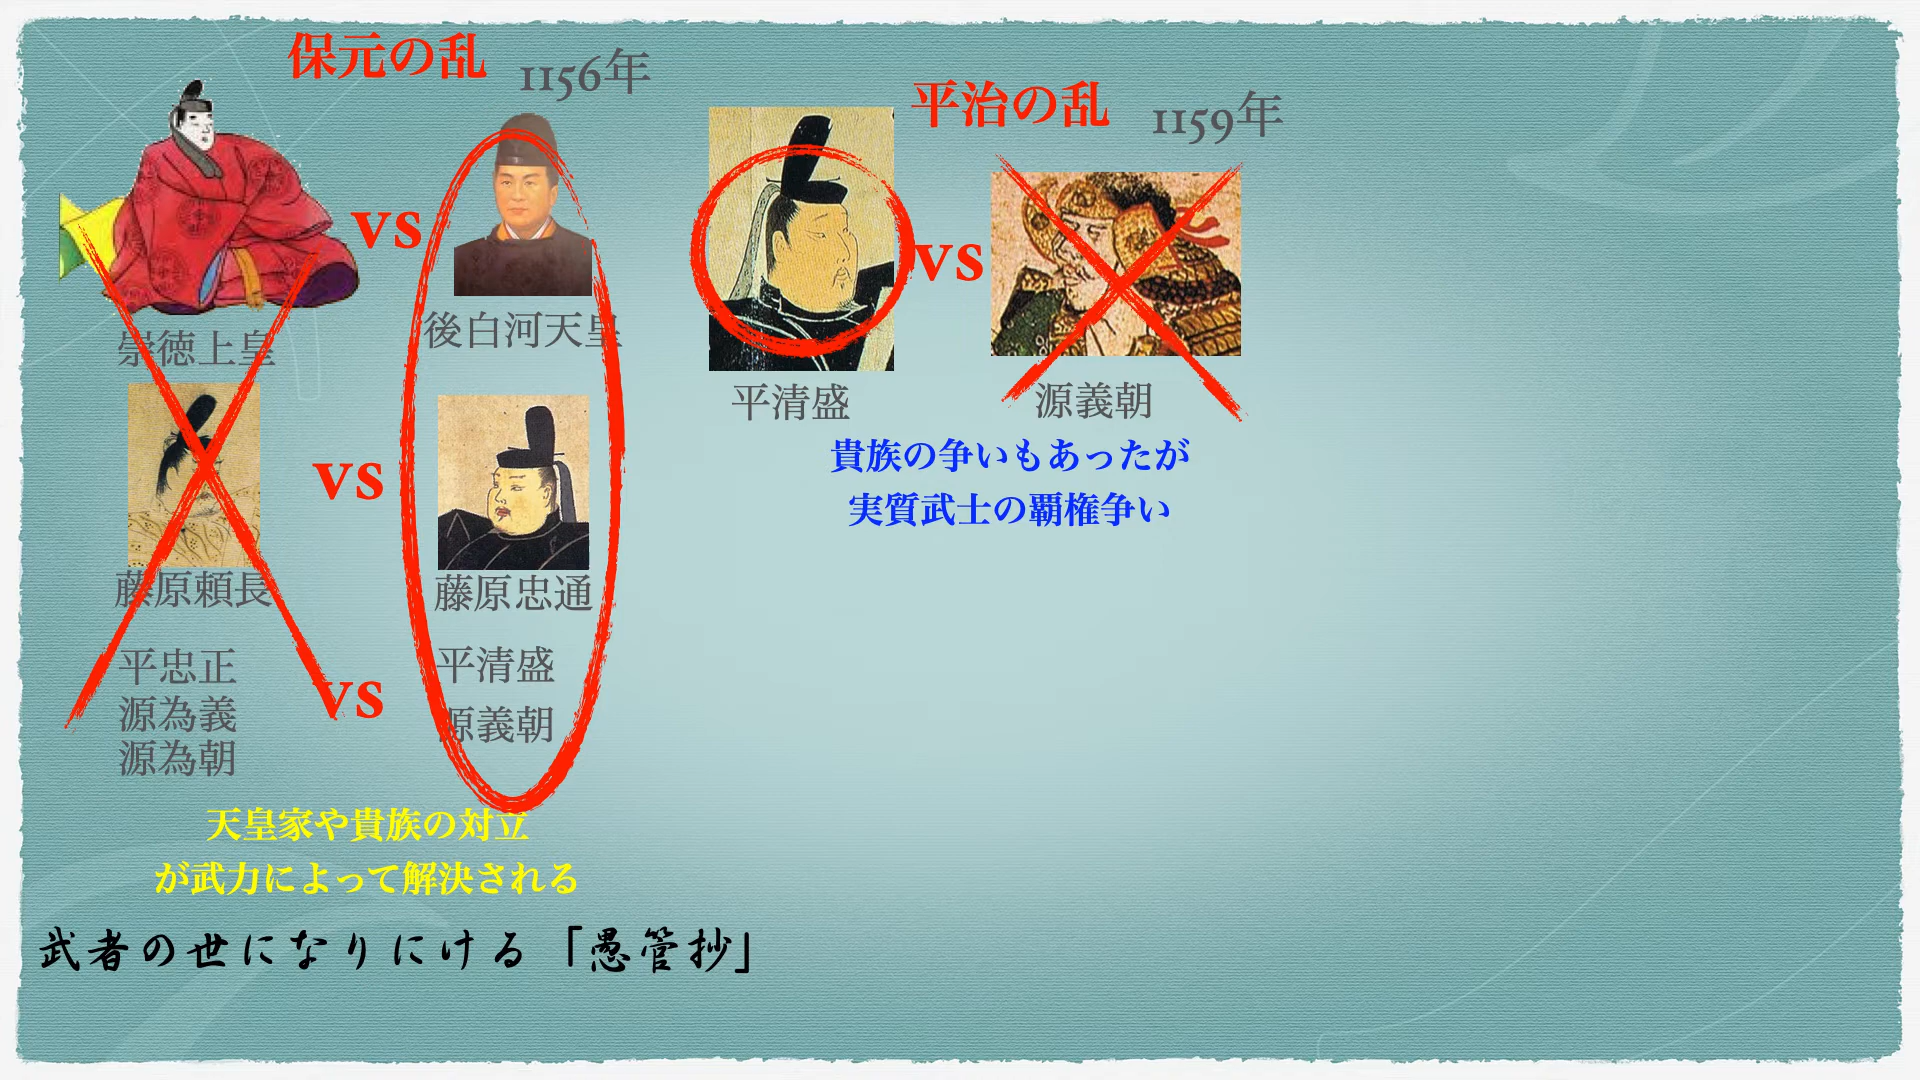 保元の乱
1156年
vs
崇徳上皇
後白河天皇
vs
藤原頼長
藤原忠通
平忠正
源為義
源為朝
vs
平清盛
源義朝
天皇家や貴族の対立
が武力によって解決される
武者の世になりにける「愚管抄」
平治の乱
1159年
vs
平清盛
源義朝
貴族の争いもあったが
実質武士の覇権争い